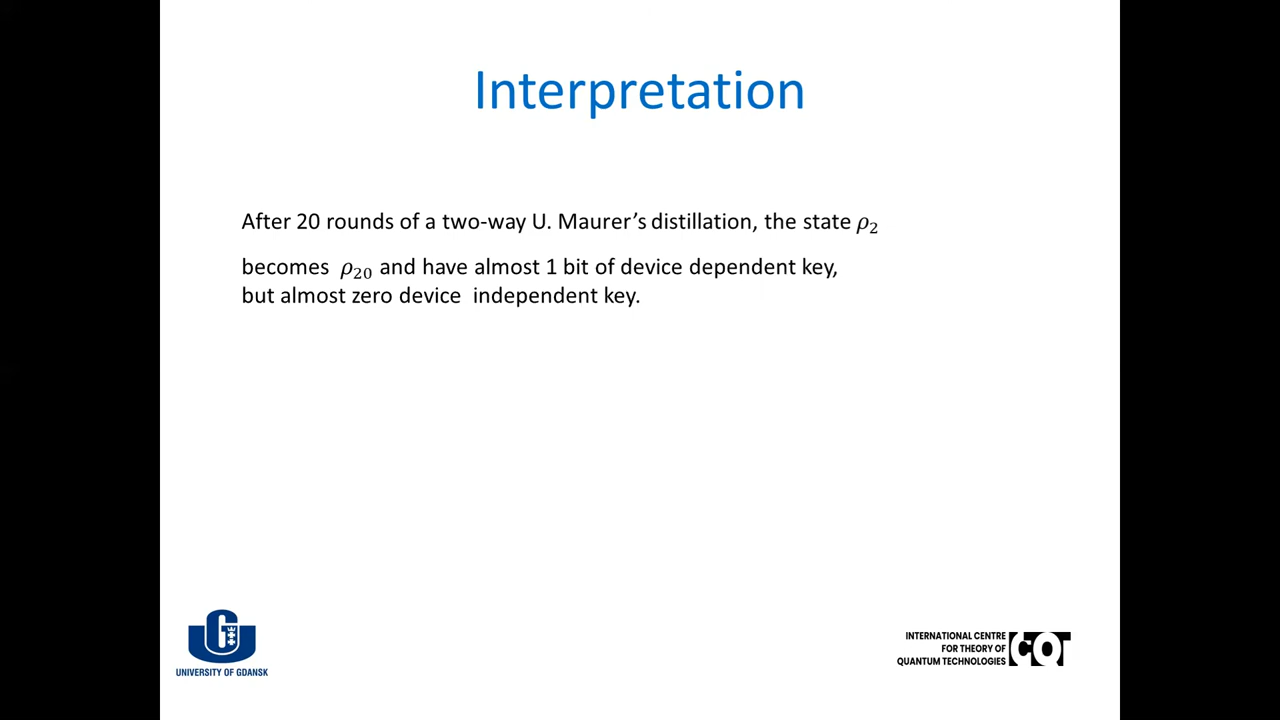 Interpretation
After 20 rounds of a two-way U. Maurer’s distillation, the state ρ₂
becomes ρ₂₀ and have almost 1 bit of device dependent key,
but almost zero device independent key.
UNIVERSITY OF GDAŃSK
INTERNATIONAL CENTRE
FOR THEORY OF
QUANTUM TECHNOLOGIES